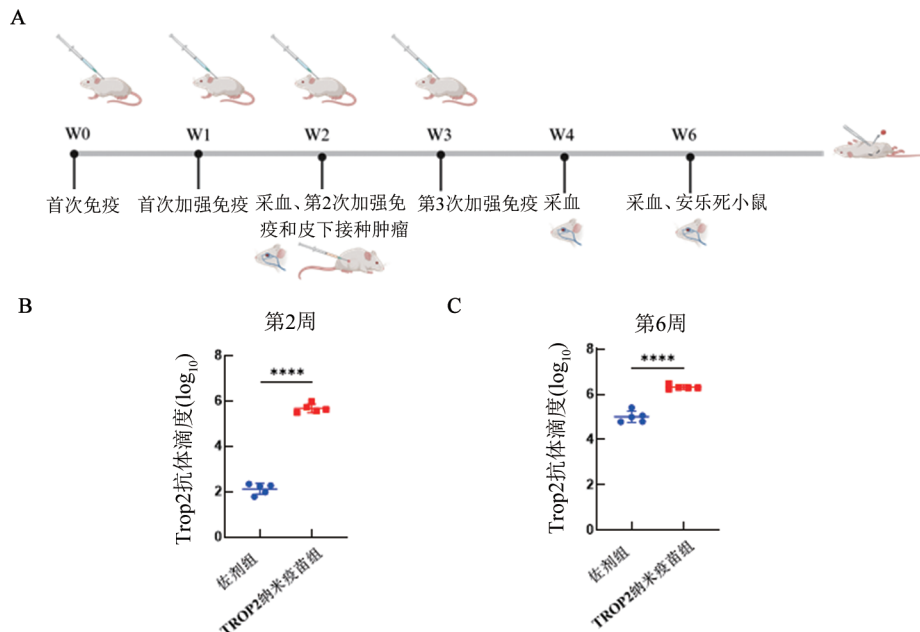 A
W0
W1
W2
W3
W4
W6
首次免疫
首次加强免疫
采血、第2次加强免
疫和皮下接种肿瘤
第3次加强免疫
采血
采血、安乐死小鼠
B
第2周
Trop2抗体滴度(log10)
8
6
4
2
0
****
佐剂组
TROP2纳米疫苗组
C
第6周
Trop2抗体滴度(log10)
8
6
4
2
0
****
佐剂组
TROP2纳米疫苗组